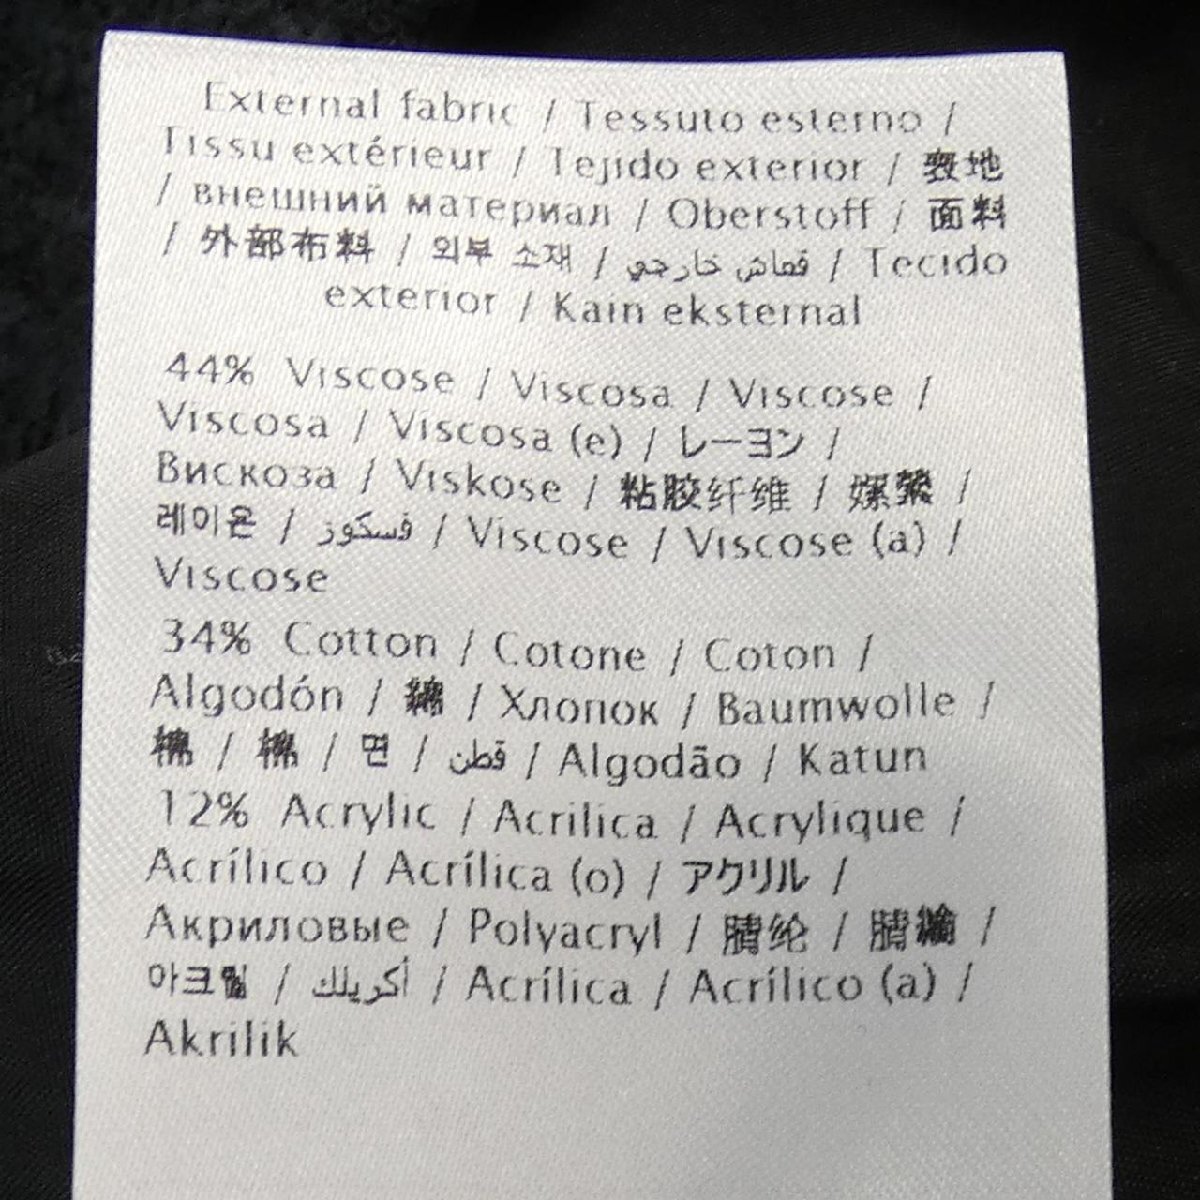 External fabric / Tessuto esterno /
Tissu extérieur / Tejido exterior / 表地
/ внешний материал / Oberstoff / 面料
/ 外部布料 / 외부 소재 / قماش خارجي / Tecido
exterior / Kain eksternal
44% Viscose / Viscosa / Viscose /
Viscosa / Viscosa (e) / レーヨン /
Вискоза / Viskose / 粘胶纤维 / 嫘縈 /
레이온 / فسكوز / Viscose / Viscose (a) /
Viscose
34% Cotton / Cotone / Coton /
Algodón / 綿 / Хлопок / Baumwolle /
棉 / 棉 / 면 / قطن / Algodão / Katun
12% Acrylic / Acrilica / Acrylique /
Acrílico / Acrílica (o) / アクリル /
Акриловые / Polyacryl / 腈纶 / 腈綸 /
아크릴 / أكريلك / Acrílica / Acrílico (a) /
Akrilik